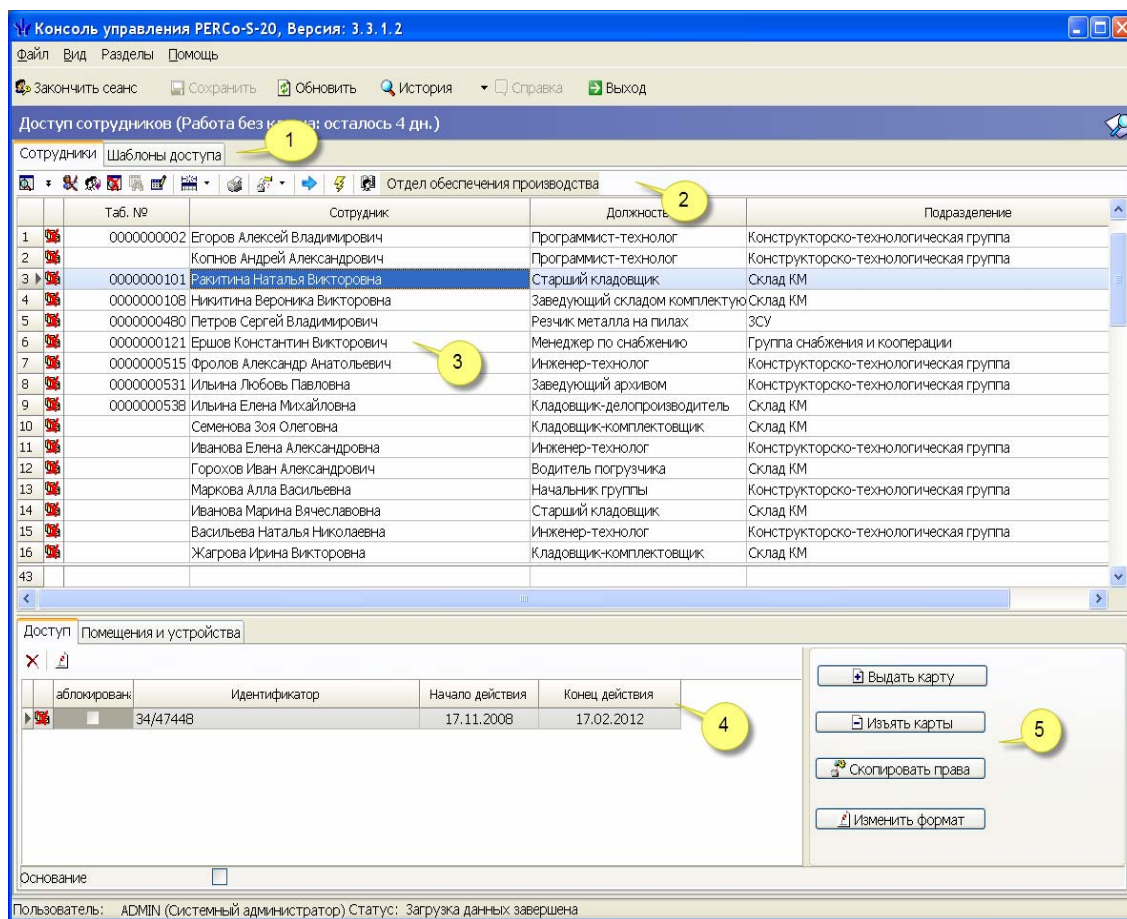 Консоль управления PERCo-S-20, Версия: 3.3.1.2
Файл Вид Разделы Помощь
Закончить сеанс Сохранить Обновить История Справка Выход
Доступ сотрудников (Работа без осталось 4 дн.)
1
Сотрудники Шаблоны доступа
Отдел обеспечения производства
2
Таб. № Сотрудник Должность Подразделение
1 0000000002 Егоров Алексей Владимирович Программист-технолог Конструкторско-технологическая группа
2 Копнов Андрей Александрович Программист-технолог Конструкторско-технологическая группа
3 0000000101 Ракитина Наталья Викторовна Старший кладовщик Склад КМ
4 0000000108 Никитина Вероника Викторовна Заведующий складом комплектую Склад КМ
5 0000000480 Петров Сергей Владимирович Резчик металла на пилах ЗСУ
6 0000000121 Ершов Константин Викторович Менеджер по снабжению Группа снабжения и кооперации
3
7 0000000515 Фролов Александр Анатольевич Инженер-технолог Конструкторско-технологическая группа
8 0000000531 Ильина Любовь Павловна Заведующий архивом Конструкторско-технологическая группа
9 0000000538 Ильина Елена Михайловна Кладовщик-делопроизводитель Склад КМ
10 Семенова Зоя Олеговна Кладовщик-комплектовщик Склад КМ
11 Иванова Елена Александровна Инженер-технолог Конструкторско-технологическая группа
12 Горохов Иван Александрович Водитель погрузчика Склад КМ
13 Маркова Алла Васильевна Начальник группы Конструкторско-технологическая группа
14 Иванова Марина Вячеславовна Старший кладовщик Склад КМ
15 Васильева Наталья Николаевна Инженер-технолог Конструкторско-технологическая группа
16 Жагрова Ирина Викторовна Кладовщик-комплектовщик Склад КМ
43
Доступ Помещения и устройства
аблокирована Идентификатор Начало действия Конец действия
34/47448 17.11.2008 17.02.2012
4
Выдать карту
Изъять карты
5
Скопировать права
Изменить формат
Основание
Пользователь: ADMIN (Системный администратор) Статус: Загрузка данных завершена